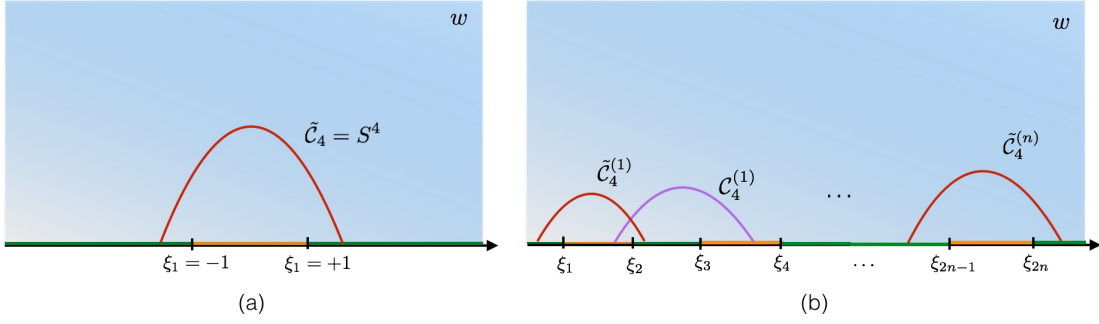 w
C̃₄ = S⁴
ξ₁ = −1
ξ₁ = +1
(a)
w
C̃₄⁽¹⁾
C₄⁽¹⁾
...
C̃₄⁽ⁿ⁾
ξ₁
ξ₂
ξ₃
ξ₄
...
ξ₂ₙ₋₁
ξ₂ₙ
(b)